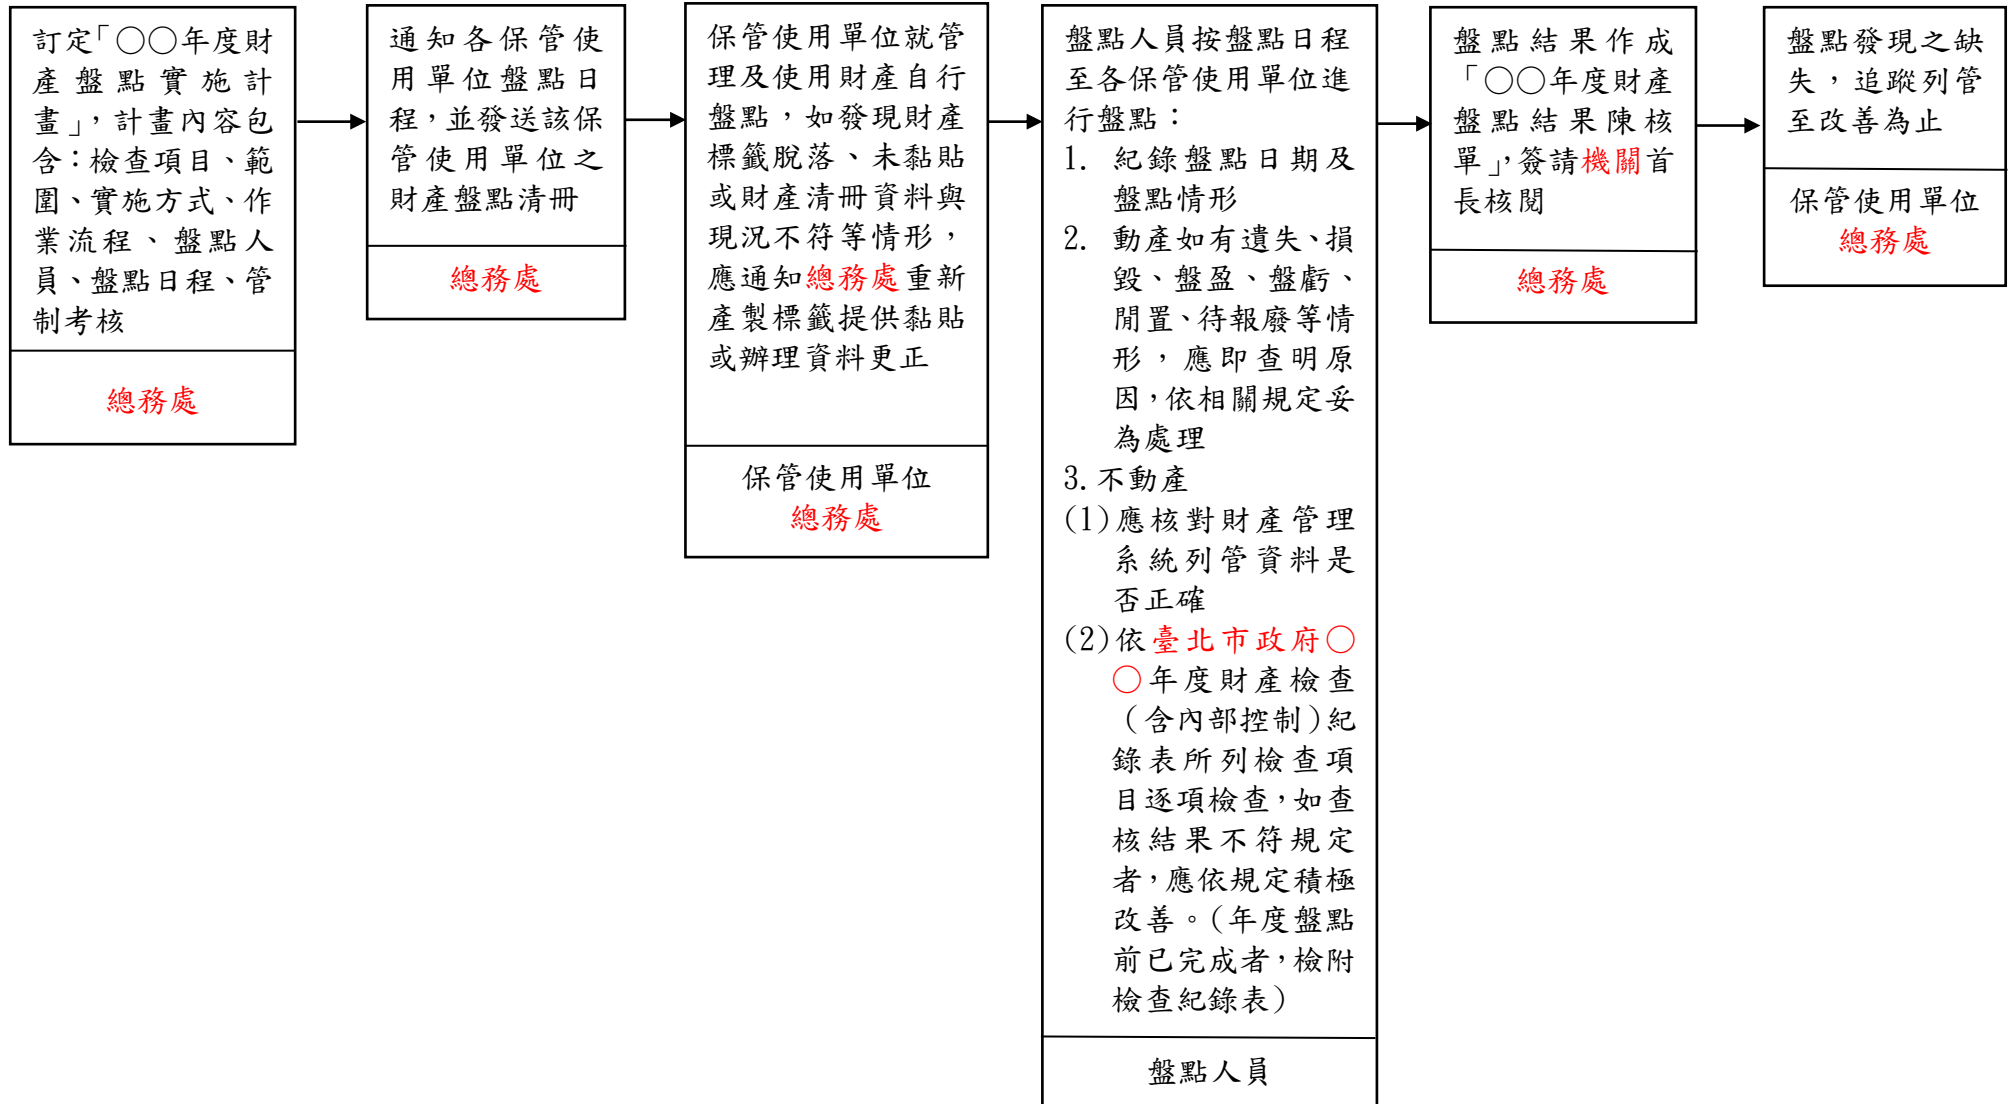 訂定「○○年度財
產盤點實施計
畫」，計畫內容包
含：檢查項目、範
圍、實施方式、作
業流程、盤點人
員、盤點日程、管
制考核
總務處
通知各保管使
用單位盤點日
程，並發送該保
管使用單位之
財產盤點清冊
總務處
保管使用單位就管
理及使用財產自行
盤點，如發現財產
標籤脫落、未黏貼
或財產清冊資料與
現況不符等情形，
應通知總務處重新
產製標籤提供黏貼
或辦理資料更正
保管使用單位
總務處
盤點人員按盤點日程
至各保管使用單位進
行盤點：
1. 紀錄盤點日期及
盤點情形
2. 動產如有遺失、損
毀、盤盈、盤虧、
閒置、待報廢等情
形，應即查明原
因，依相關規定妥
為處理
3. 不動產
(1)應核對財產管理
系統列管資料是
否正確
(2)依臺北市政府○
○年度財產檢查
（含內部控制）紀
錄表所列檢查項
目逐項檢查，如查
核結果不符規定
者，應依規定積極
改善。（年度盤點
前已完成者，檢附
檢查紀錄表）
盤點人員
盤點結果作成
「○○年度財產
盤點結果陳核
單」，簽請機關首
長核閱
總務處
盤點發現之缺
失，追蹤列管
至改善為止
保管使用單位
總務處